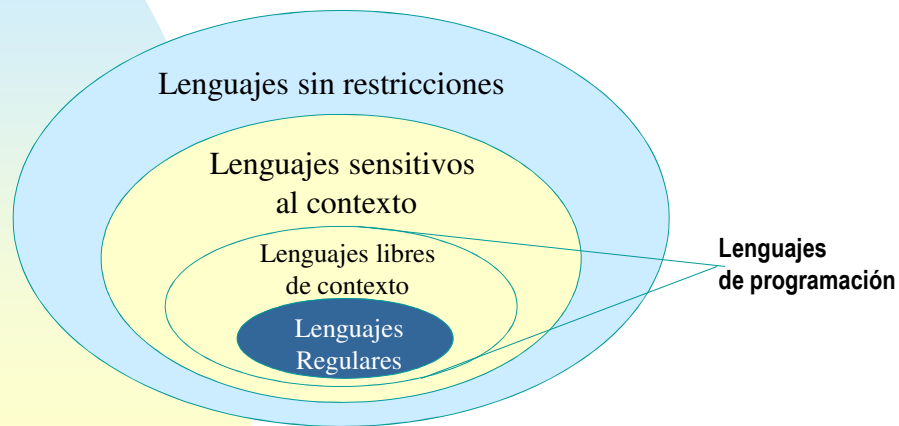 Lenguajes sin restricciones
Lenguajes sensitivos
al contexto
Lenguajes libres
de contexto
Lenguajes
Regulares
Lenguajes
de programación